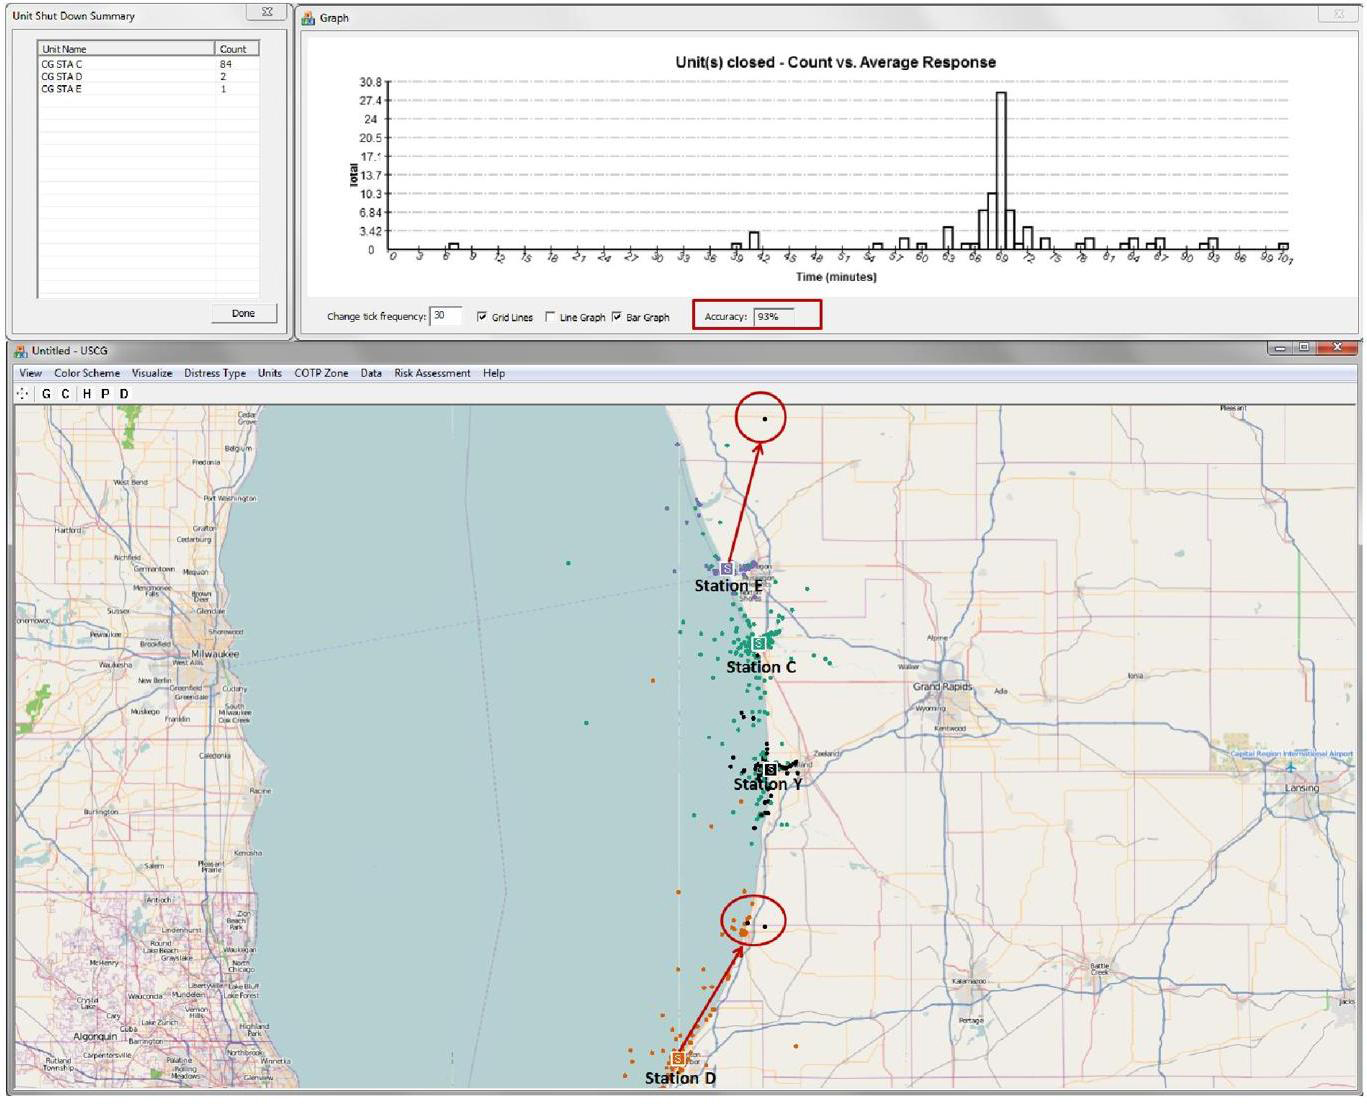 Unit Shut Down Summary
Unit Name Count
CG STA C 84
CG STA D 2
CG STA E 1
Done
Graph
Unit(s) closed - Count vs. Average Response
30.8
27.4
24
20.5
17.1
13.7
10.3
6.84
3.42
0
Total
0 3 6 9 12 15 18 21 24 27 30 33 36 39 42 45 48 51 54 57 60 63 66 69 72 75 78 81 84 87 90 93 96 99 101
Time (minutes)
Change tick frequency: 30 Grid Lines Line Graph Bar Graph Accuracy: 93%
Untitled - USCG
View Color Scheme Visualize Distress Type Units COTP Zone Data Risk Assessment Help
G C H P D
Cedar
Grove
Pleasant
Belgium
Fredonia
West Bend
Port Washington
Hartford
Grafton
Cedarburg
Richfield
Germantown
Mequon
Menomonee
Falls
Brown
Deer
Sussex
Glendale
Pewaukee
Shorewood
Brookfield
Milwaukee
Waukesha
West Allis
New Berlin
Greenfield
Greendale
Cudahy
South
Milwaukee
Oak Creek
Muskego
Franklin
Caledonia
Racine
Burlington
Kenosha
Salem
Pleasant
Prairie
Antioch
Zion
Beach
Park
Lindenhurst
Round
Lake Beach
Grayslake
Waukegan
North
Chicago
McHenry
Libertyville
Lake Bluff
Lake Forest
Crystal
Lake
Wauconda
Mundelein
Vernon
Hills
Cary
Cuba
Lake Zurich
Highland
Park
Algonquin
Barrington
Carpentersville
Northbrook
Rutland
Township
Palatine
Rolling
Meadows
Winnetka
Glenview
Station E
Shores
Station C
Station Y
Zeeland
Station D
Alpine
Walker
Grand Rapids
Ada
Wyoming
Kentwood
Ionia
Capital Region International Airport
Lansing
Battle
Creek
Kalamazoo
Portage